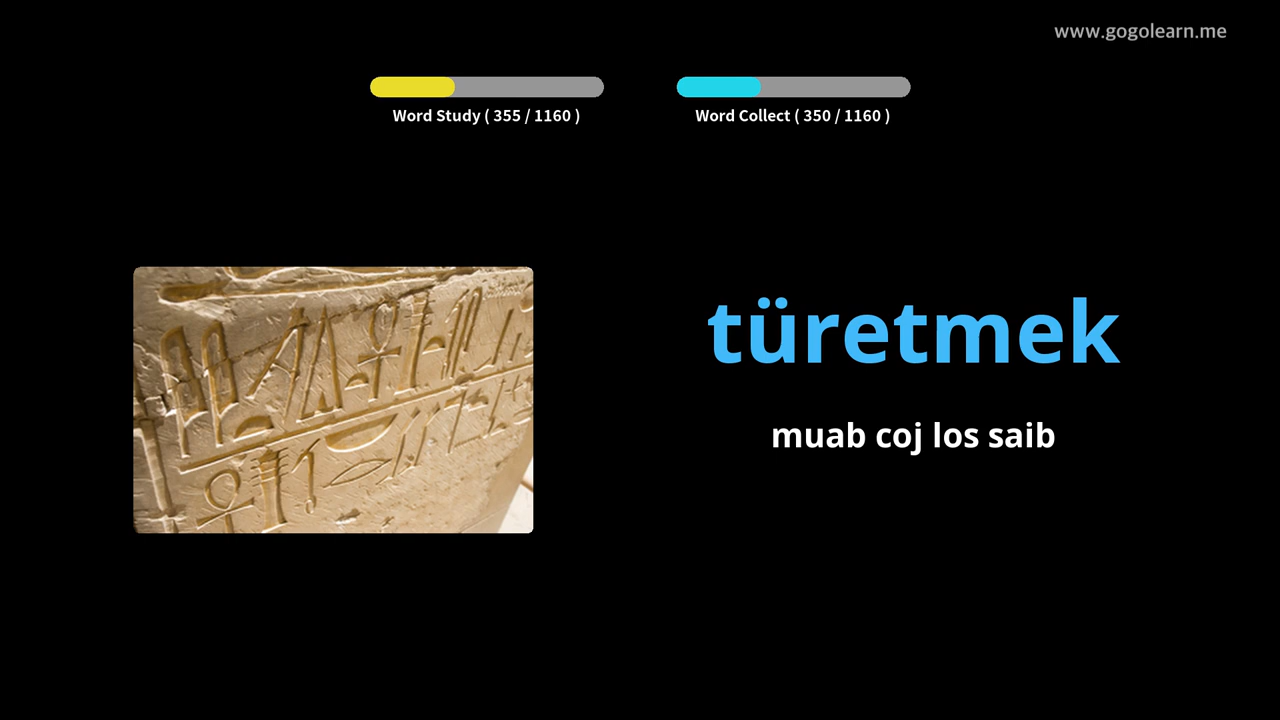 www.gogolearn.me
Word Study ( 355 / 1160 )
Word Collect ( 350 / 1160 )
türetmek
muab coj los saib